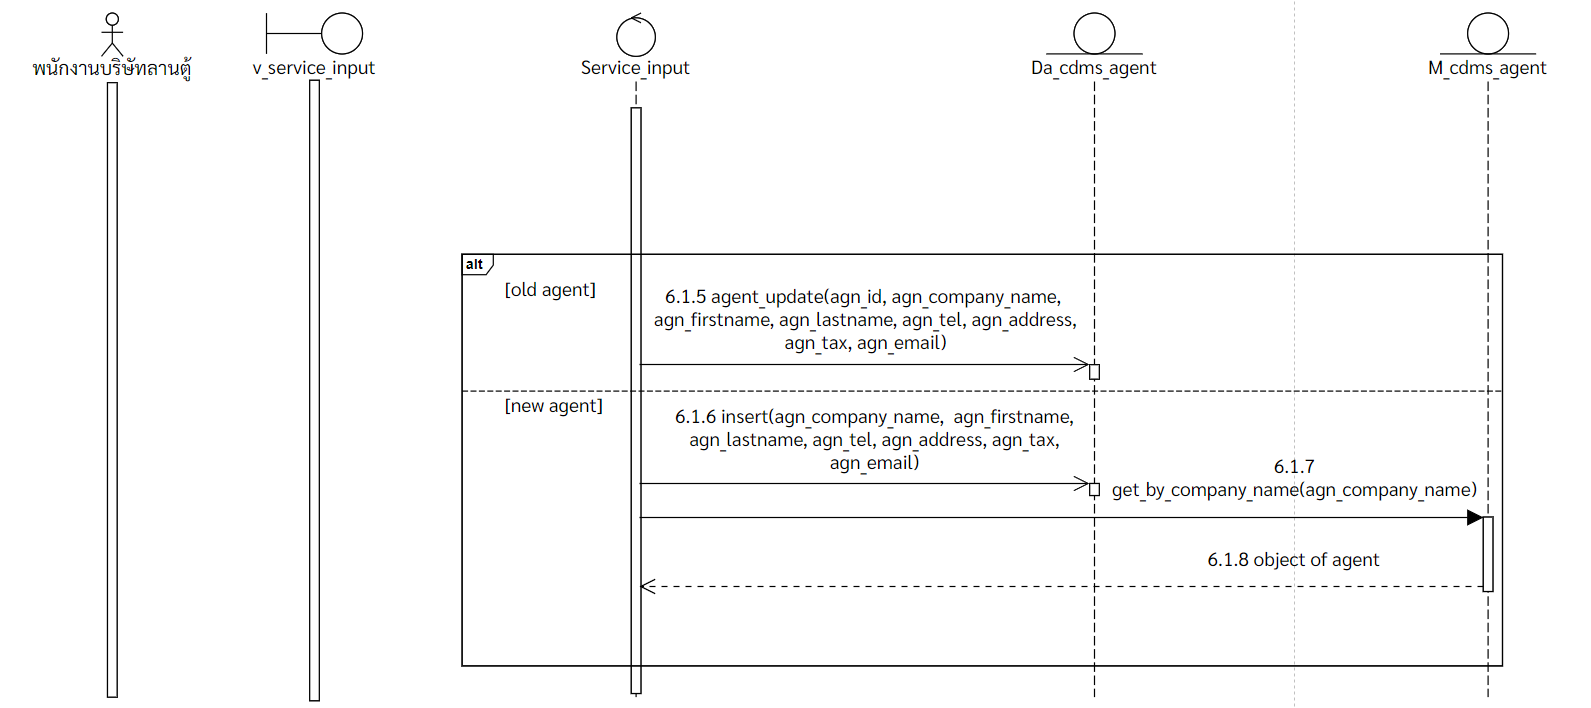 พนักงานบริษัทลานตู้
v_service_input
Service_input
Da_cdms_agent
M_cdms_agent
alt
[old agent]
6.1.5 agent_update(agn_id, agn_company_name,
agn_firstname, agn_lastname, agn_tel, agn_address,
agn_tax, agn_email)
[new agent]
6.1.6 insert(agn_company_name,  agn_firstname,
agn_lastname, agn_tel, agn_address, agn_tax,
agn_email)
6.1.7
get_by_company_name(agn_company_name)
6.1.8 object of agent